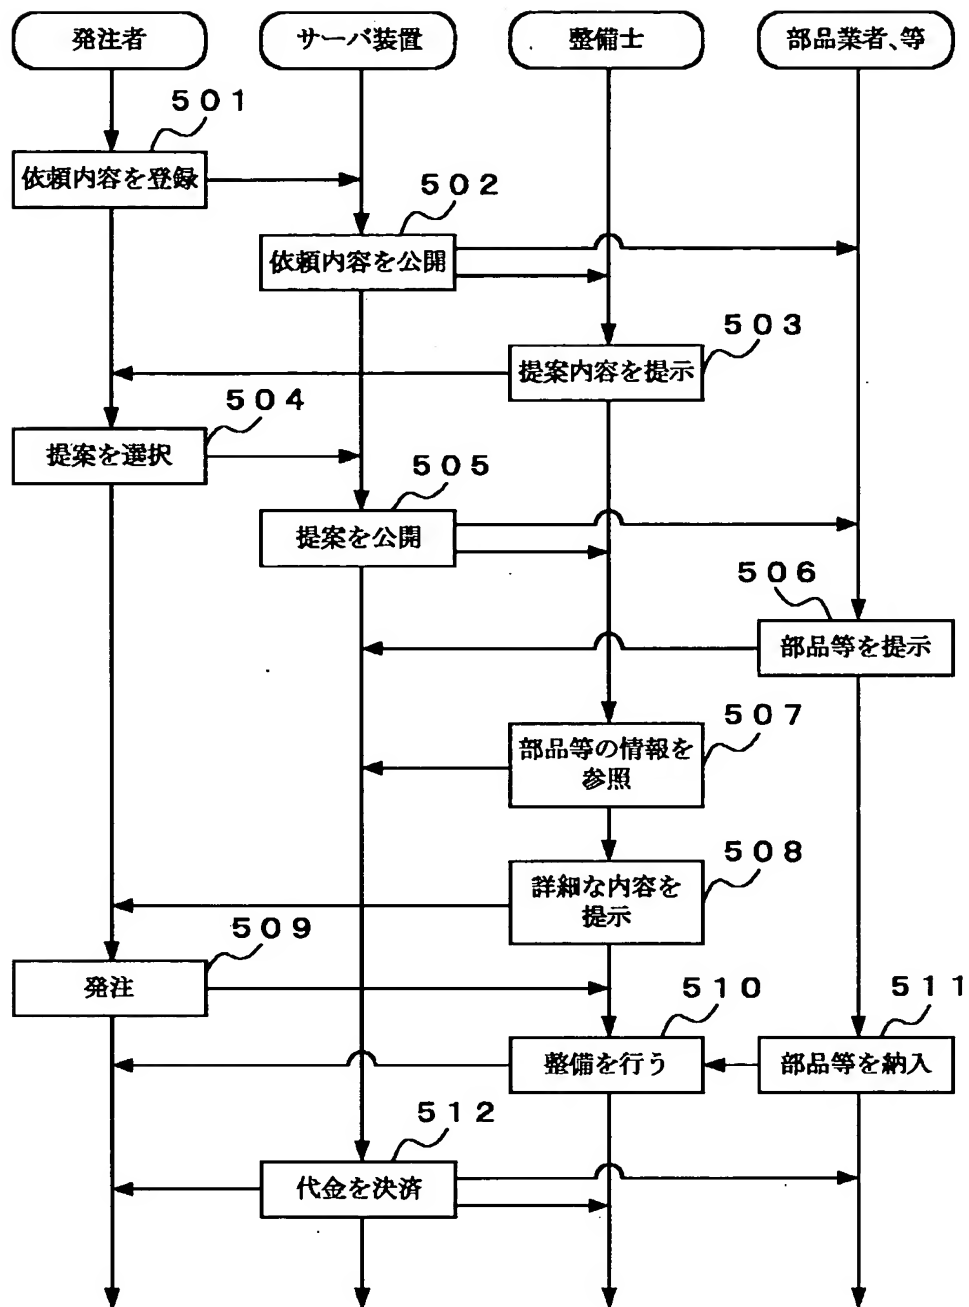 発注者
サーバ装置
整備士
部品業者、等
501
依頼内容を登録
502
依頼内容を公開
503
提案内容を提示
504
提案を選択
505
提案を公開
506
部品等を提示
507
部品等の情報を
参照
508
詳細な内容を
提示
509
発注
510
整備を行う
511
部品等を納入
512
代金を決済